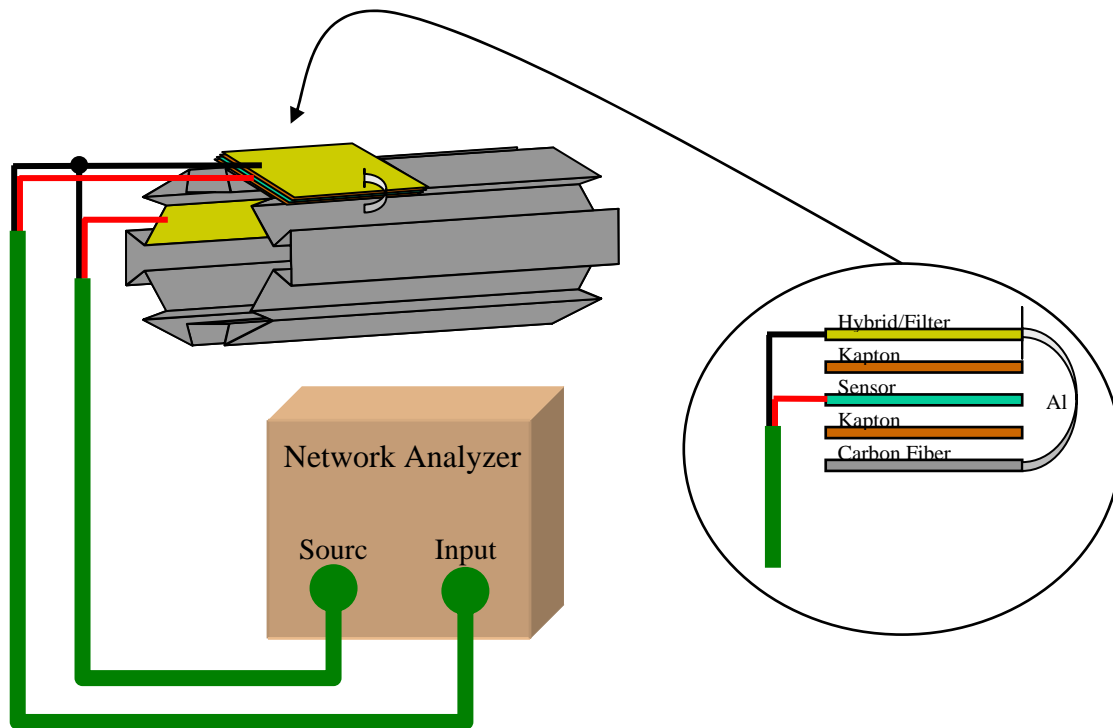 Hybrid/Filter
Kapton
Sensor
Al
Kapton
Carbon Fiber
Network Analyzer
Sourc
Input